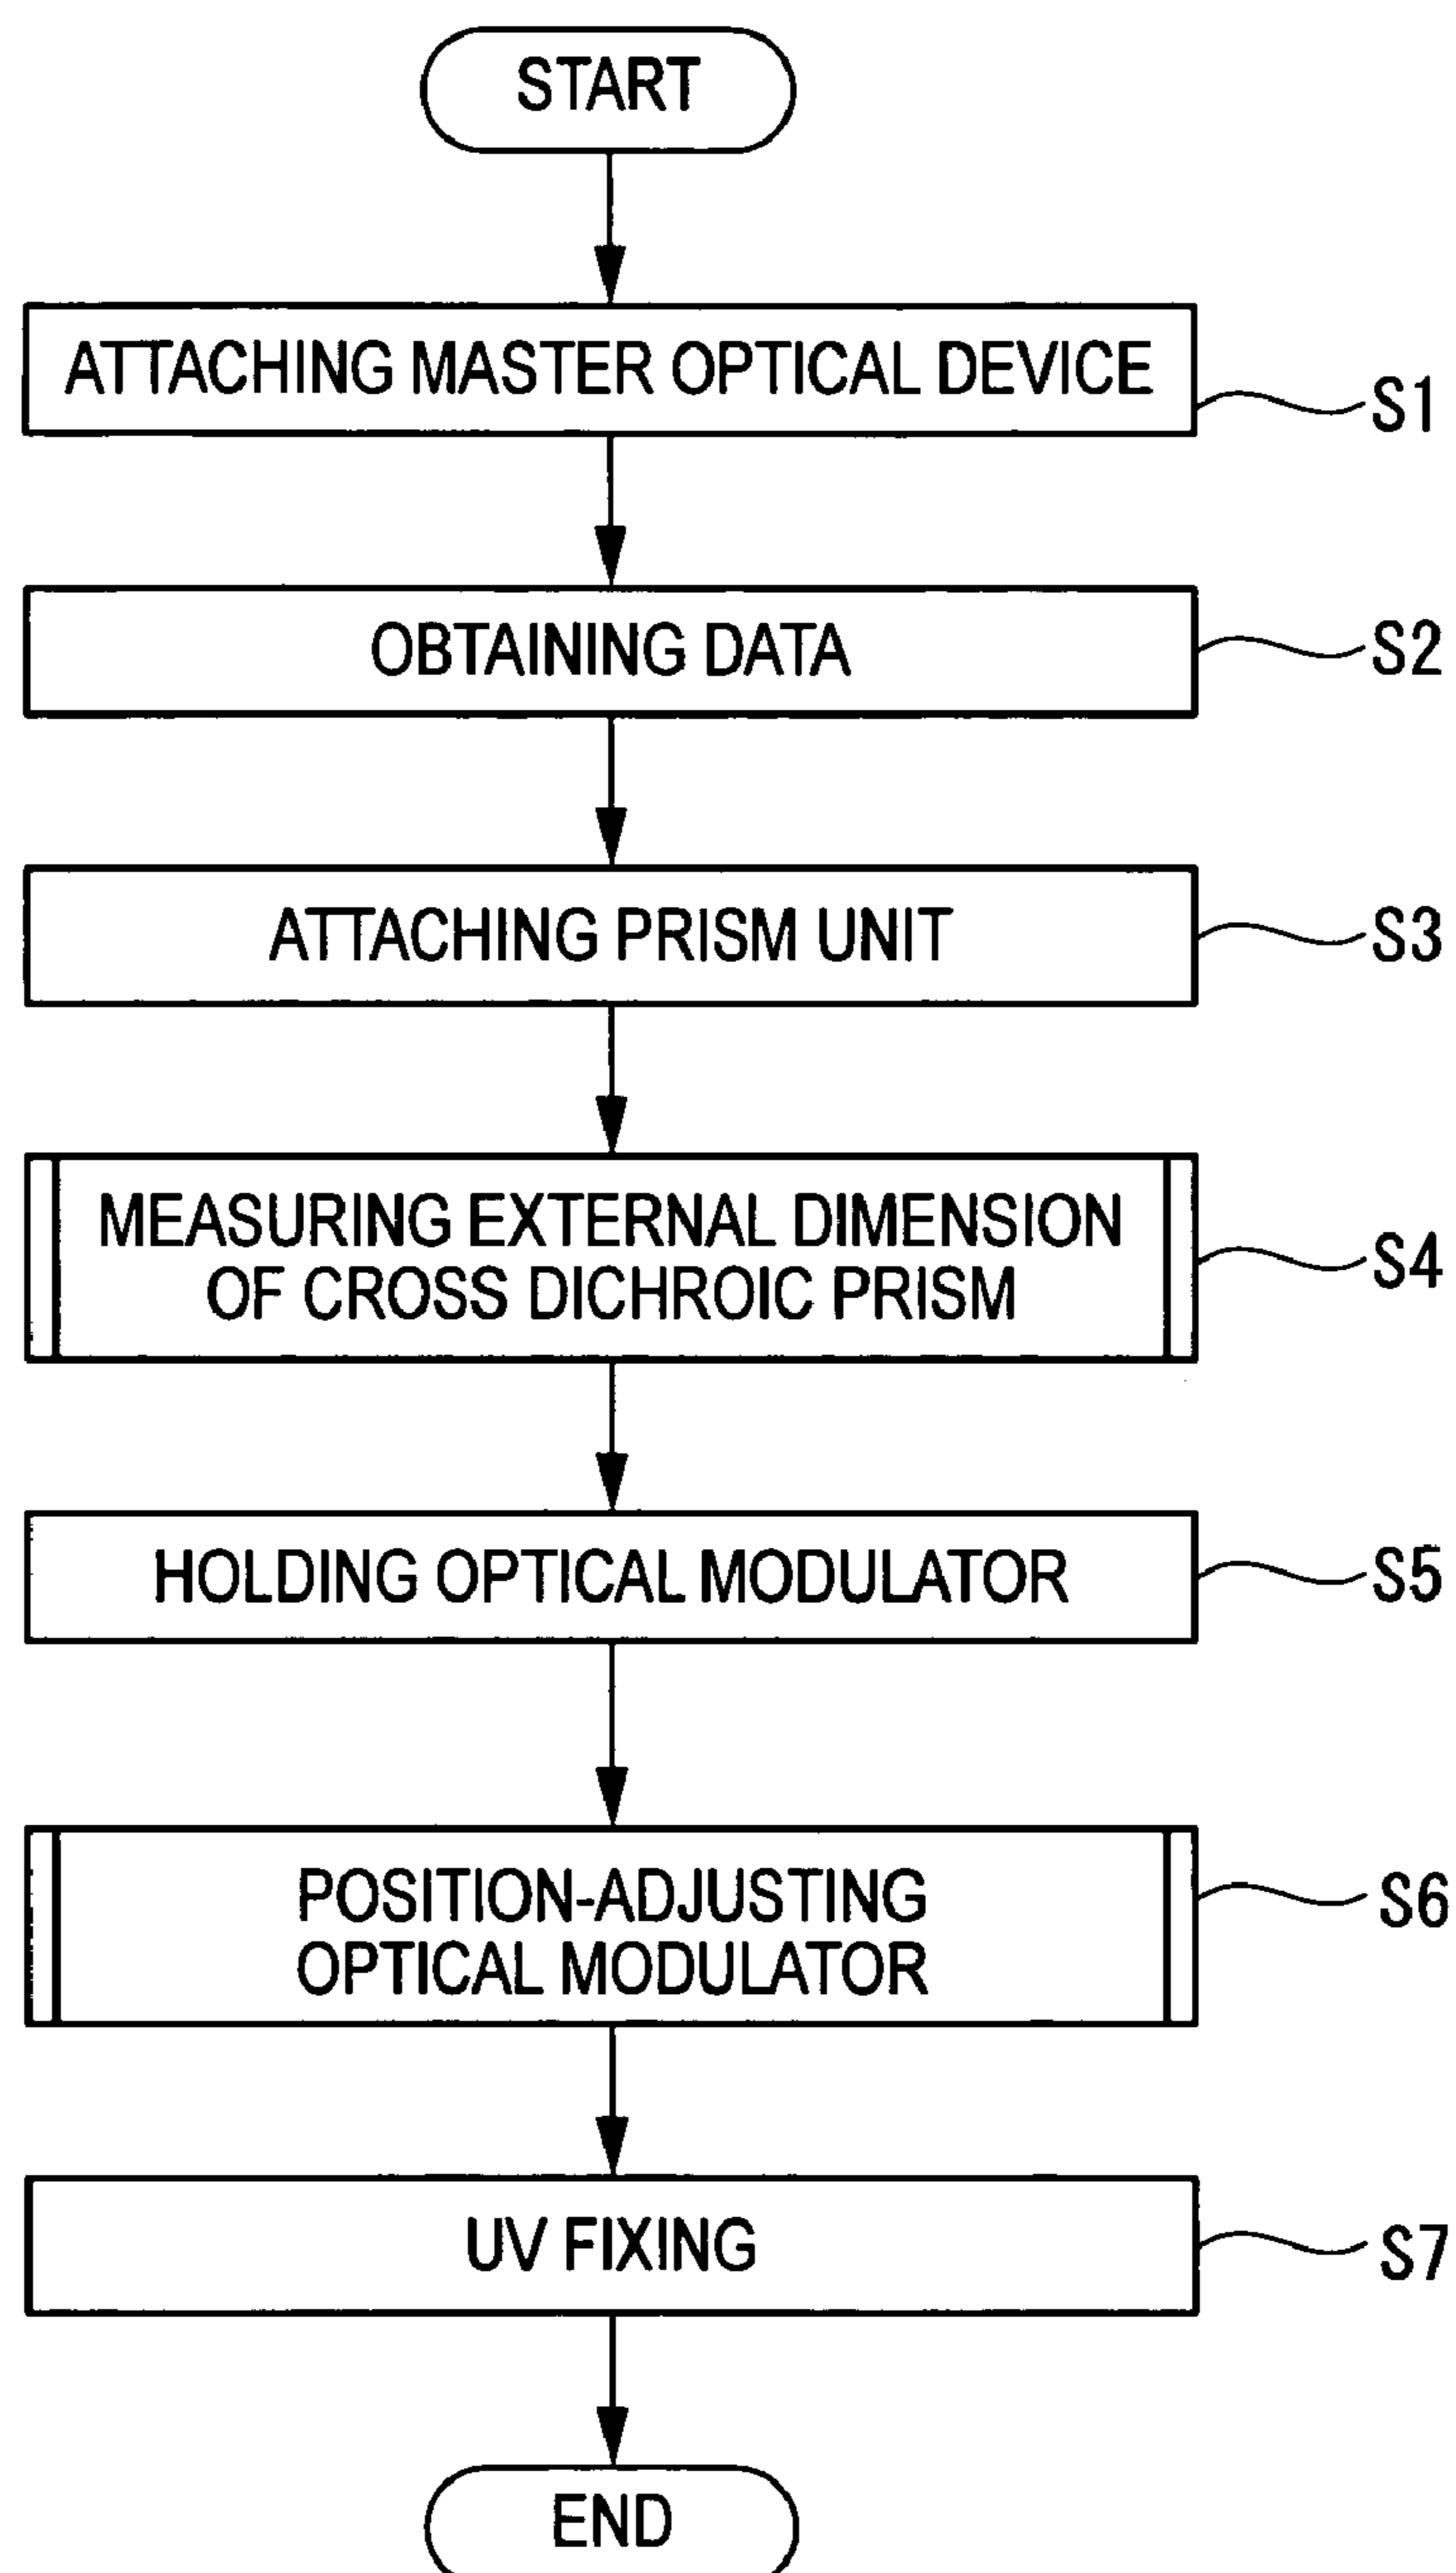 START
ATTACHING MASTER OPTICAL DEVICE
S1
OBTAINING DATA
S2
ATTACHING PRISM UNIT
S3
MEASURING EXTERNAL DIMENSION
OF CROSS DICHROIC PRISM
S4
HOLDING OPTICAL MODULATOR
S5
POSITION-ADJUSTING
OPTICAL MODULATOR
S6
UV FIXING
S7
END